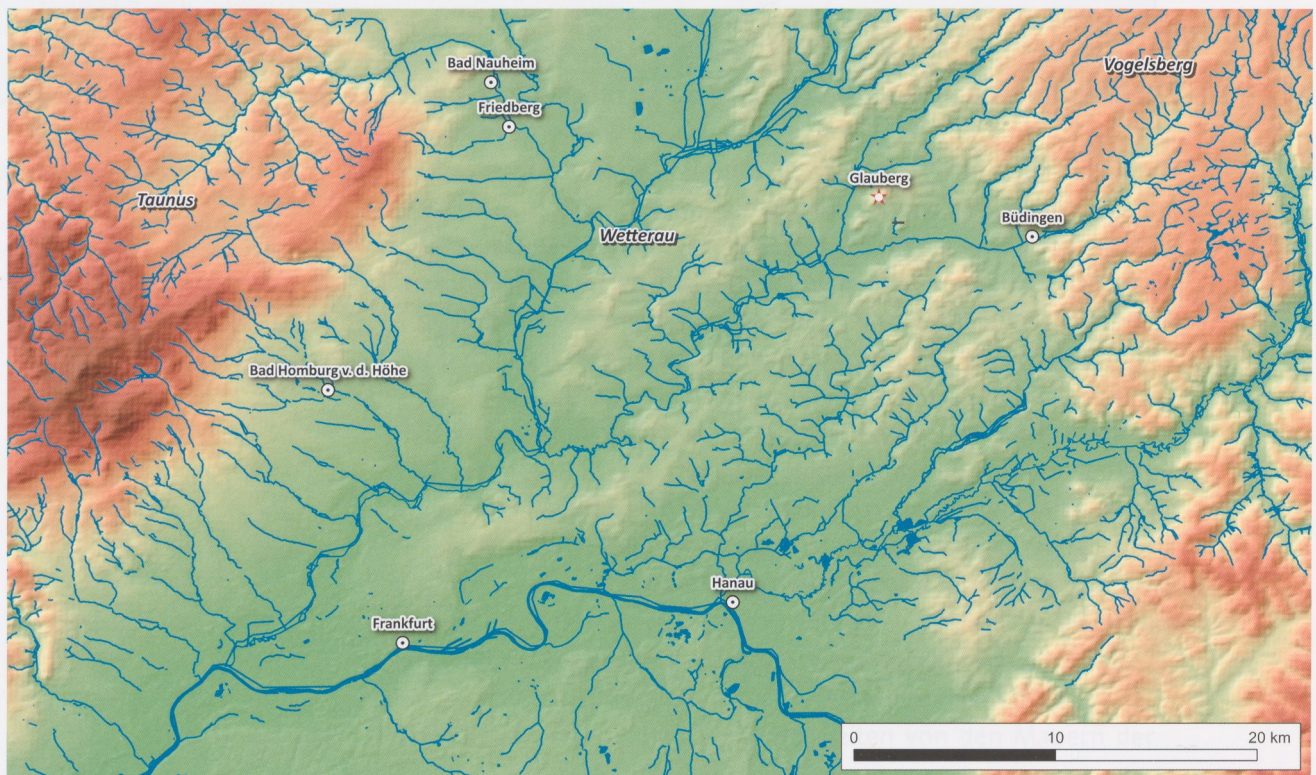 Bad Nauheim
Vogelsberg
Friedberg
Glauberg
Taunus
Büdingen
Wetterau
Bad Homburg v. d. Höhe
Hanau
Frankfurt
0 10 20 km